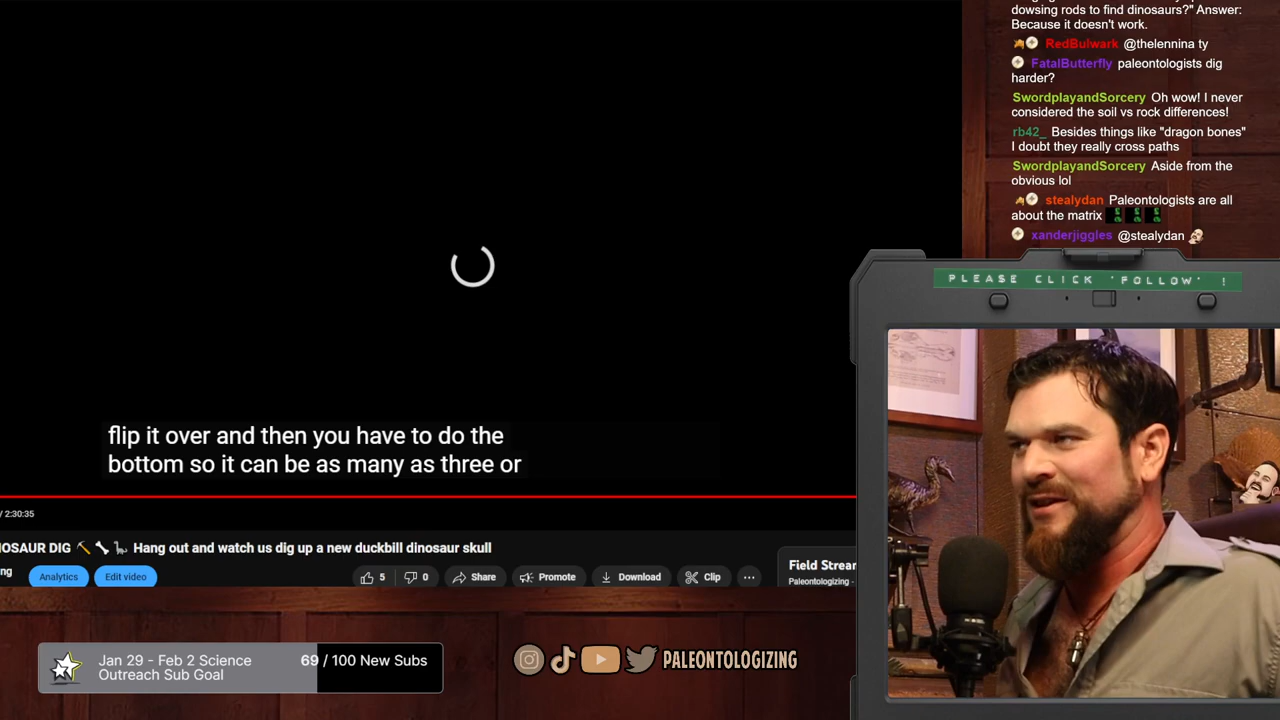 dowsing rods to find dinosaurs?" Answer:
Because it doesn't work.
RedBulwark @thelennina ty
FatalButterfly paleontologists dig
harder?
SwordplayandSorcery Oh wow! I never
considered the soil vs rock differences!
rb42_ Besides things like "dragon bones"
I doubt they really cross paths
SwordplayandSorcery Aside from the
obvious lol
stealydan Paleontologists are all
about the matrix
xanderjiggles @stealydan
PLEASE CLICK 'FOLLOW' !
flip it over and then you have to do the
bottom so it can be as many as three or
/ 2:30:35
NOSAUR DIG Hang out and watch us dig up a new duckbill dinosaur skull
ng
Analytics
Edit video
5
0
Share
Promote
Download
Clip
Field Strea
Paleontologizing -
Jan 29 - Feb 2 Science
Outreach Sub Goal
69 / 100 New Subs
PALEONTOLOGIZING